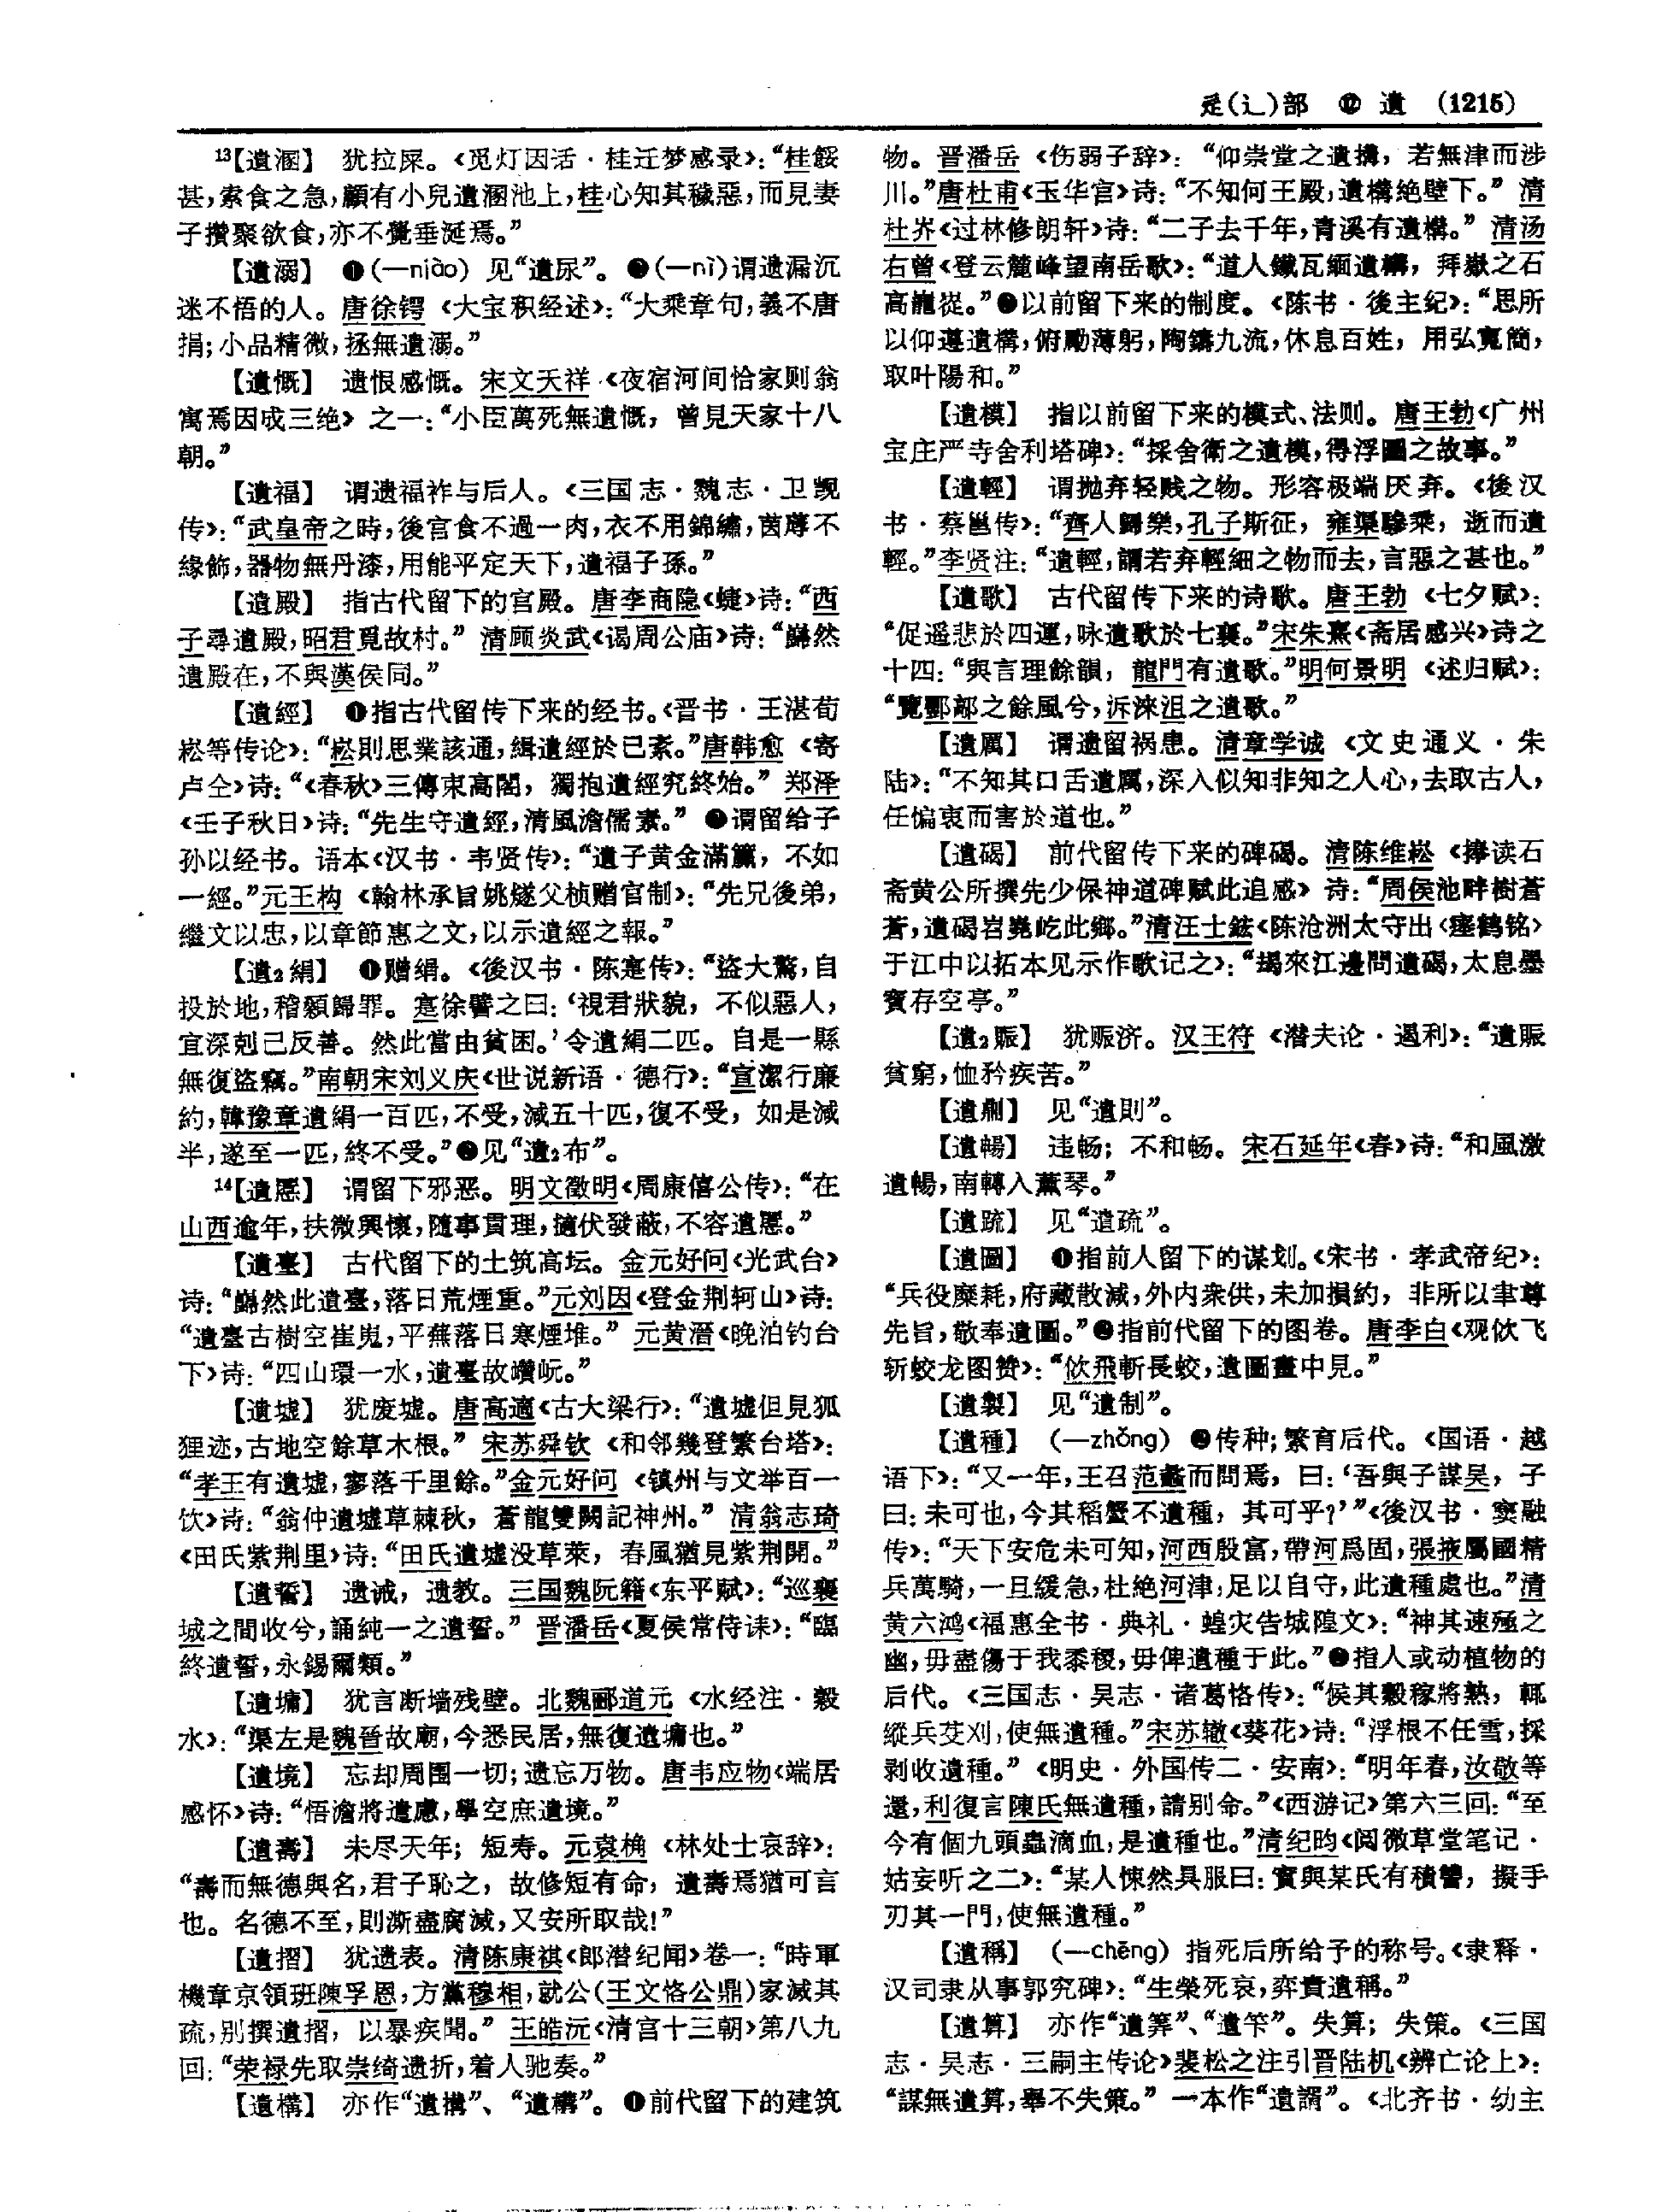 辵(辶)部　⑫　遺　(1215)
13【遺溷】　犹拉屎。《觅灯因话·桂迁梦感录》：“桂餒
甚，索食之急，顧有小兒遺溷池上，桂心知其穢惡，而見妻
子攢聚欲食，亦不覺垂涎焉。”
【遺溺】　❶(—niào) 见“遺尿”。❷(—nì)谓遗漏沉
迷不悟的人。唐徐锷《大宝积经述》：“大乘章句，義不唐
捐；小品精微，拯無遺溺。”
【遺慨】　遗恨感慨。宋文天祥《夜宿河间恰家则翁
寓焉因成三绝》之一：“小臣萬死無遺慨，曾見天家十八
朝。”
【遺福】　谓遗福祚与后人。《三国志·魏志·卫觊
传》：“武皇帝之時，後宫食不過一肉，衣不用錦繡，茵蓐不
緣飾，器物無丹漆，用能平定天下，遺福子孫。”
【遺殿】　指古代留下的宫殿。唐李商隐《蜨》诗：“西
子尋遺殿，昭君覓故村。”清顾炎武《谒周公庙》诗：“巋然
遺殿在，不與漢侯同。”
【遺經】　❶指古代留传下来的经书。《晋书·王湛荀
崧等传论》：“崧則思業該通，緝遺經於已紊。”唐韩愈《寄
卢仝》诗：“《春秋》三傳束高閣，獨抱遺經究終始。”郑泽
《壬子秋日》诗：“先生守遺經，清風澹儒素。”❷谓留给子
孙以经书。语本《汉书·韦贤传》：“遺子黄金滿籯，不如
一經。”元王构《翰林承旨姚燧父桢赠官制》：“先兄後弟，
繼文以忠，以章節惠之文，以示遺經之報。”
【遺₂絹】　❶赠绢。《後汉书·陈寔传》：“盜大驚，自
投於地，稽顙歸罪。寔徐譬之曰：‘視君狀貌，不似惡人，
宜深剋己反善。然此當由貧困。’令遺絹二匹。自是一縣
無復盜竊。”南朝宋刘义庆《世说新语·德行》：“宣潔行廉
約，韓豫章遺絹一百匹，不受，減五十匹，復不受，如是減
半，遂至一匹，終不受。”❷见“遺₂布”。
14【遺慝】　谓留下邪恶。明文徵明《周康僖公传》：“在
山西逾年，扶微興懷，隨事貫理，擿伏發蔽，不容遺慝。”
【遺臺】　古代留下的土筑高坛。金元好问《光武台》
诗：“巋然此遺臺，落日荒煙重。”元刘因《登金荆轲山》诗：
“遺臺古樹空崔嵬，平蕪落日寒煙堆。”元黄溍《晚泊钓台
下》诗：“四山環一水，遺臺故巑岏。”
【遺墟】　犹废墟。唐高適《古大梁行》：“遺墟但見狐
狸迹，古地空餘草木根。”宋苏舜钦《和邻幾登繁台塔》：
“孝王有遺墟，寥落千里餘。”金元好问《镇州与文举百一
饮》诗：“翁仲遺墟草棘秋，蒼龍雙闕記神州。”清翁志琦
《田氏紫荆里》诗：“田氏遺墟没草萊，春風猶見紫荆開。”
【遺誓】　遗诫，遗教。三国魏阮籍《东平赋》：“巡襄
城之間收兮，誦純一之遺誓。”晋潘岳《夏侯常侍诔》：“臨
終遺誓，永錫爾類。”
【遺墉】　犹言断墙残壁。北魏郦道元《水经注·穀
水》：“渠左是魏晋故廟，今悉民居，無復遺墉也。”
【遺境】　忘却周围一切；遗忘万物。唐韦应物《端居
感怀》诗：“悟澹將遺慮，學空庶遺境。”
【遺壽】　未尽天年；短寿。元袁桷《林处士哀辞》：
“壽而無德與名，君子恥之，故修短有命，遺壽焉猶可言
也。名德不至，則澌盡腐滅，又安所取哉！”
【遺摺】　犹遗表。清陈康祺《郎潜纪闻》卷一：“時軍
機章京領班陳孚恩，方黨穆相，就公(王文恪公鼎)家滅其
疏，别撰遺摺，以暴疾聞。”王皓沅《清宫十三朝》第八九
回：“荣禄先取崇绮遗折，着人驰奏。”
【遺構】　亦作“遺搆”、“遺冓”。❶前代留下的建筑
物。晋潘岳《伤弱子辞》：“仰崇堂之遺搆，若無津而涉
川。”唐杜甫《玉华宫》诗：“不知何王殿，遺構絶壁下。”清
杜岕《过林修朗轩》诗：“二子去千年，青溪有遺構。”清汤
右曾《登云麓峰望南岳歌》：“道人鐵瓦緬遺構，拜嶽之石
高巃嵸。”❷以前留下来的制度。《陈书·後主纪》：“思所
以仰遵遺構，俯勵薄躬，陶鑄九流，休息百姓，用弘寬簡，
取叶陽和。”
【遺模】　指以前留下来的模式、法则。唐王勃《广州
宝庄严寺舍利塔碑》：“採舍衛之遺模，得浮圖之故事。”
【遺輕】　谓抛弃轻贱之物。形容极端厌弃。《後汉
书·蔡邕传》：“齊人歸樂，孔子斯征，雍渠驂乘，逝而遺
輕。”李贤注：“遺輕，謂若弃輕細之物而去，言惡之甚也。”
【遺歌】　古代留传下来的诗歌。唐王勃《七夕赋》：
“促遥悲於四運，咏遺歌於七襄。”宋朱熹《斋居感兴》诗之
十四：“與言理餘韻，龍門有遺歌。”明何景明《述归赋》：
“覽酆鄗之餘風兮，泝淶沮之遺歌。”
【遺厲】　谓遗留祸患。清章学诚《文史通义·朱
陆》：“不知其口舌遺厲，深入似知非知之人心，去取古人，
任惼衷而害於道也。”
【遺碣】　前代留传下来的碑碣。清陈维崧《捧读石
斋黄公所撰先少保神道碑赋此追感》诗：“周侯池畔樹蒼
蒼，遺碣岧嶤屹此鄉。”清汪士鋐《陈沧洲太守出〈瘗鹤铭〉
于江中以拓本见示作歌记之》：“朅來江邊問遺碣，太息墨
寶存空亭。”
【遺₂賑】　犹赈济。汉王符《潜夫论·遏利》：“遺賑
貧窮，恤矜疾苦。”
【遺鼑】　见“遺則”。
【遺暢】　违畅；不和畅。宋石延年《春》诗：“和風激
遺暢，南轉入薰琴。”
【遺䟽】　见“遺疏”。
【遺圖】　❶指前人留下的谋划。《宋书·孝武帝纪》：
“兵役糜耗，府藏散減，外内衆供，未加損約，非所以聿尊
先旨，敬奉遺圖。”❷指前代留下的图卷。唐李白《观佽飞
斩蛟龙图赞》：“佽飛斬長蛟，遺圖畫中見。”
【遺製】　见“遺制”。
【遺種】　(—zhǒng) ❶传种；繁育后代。《国语·越
语下》：“又一年，王召范蠡而問焉，曰：‘吾與子謀吴，子
曰：未可也，今其稻蟹不遺種，其可乎？’”《後汉书·窦融
传》：“天下安危未可知，河西殷富，帶河爲固，張掖屬國精
兵萬騎，一旦緩急，杜絶河津，足以自守，此遺種處也。”清
黄六鸿《福惠全书·典礼·蝗灾告城隍文》：“神其速殛之
幽，毋盡傷于我黍稷，毋俾遺種于此。”❷指人或动植物的
后代。《三国志·吴志·诸葛恪传》：“候其穀稼將熟，輒
縱兵芟刈，使無遺種。”宋苏辙《葵花》诗：“浮根不任雪，採
剥收遺種。”《明史·外国传二·安南》：“明年春，汝敬等
還，利復言陳氏無遺種，請别命。”《西游记》第六三回：“至
今有個九頭蟲滴血，是遺種也。”清纪昀《阅微草堂笔记·
姑妄听之二》：“某人悚然具服曰：實與某氏有積讐，擬手
刃其一門，使無遺種。”
【遺稱】　(—chēng) 指死后所给予的称号。《隶释·
汉司隶从事郭究碑》：“生榮死哀，弈賁遺稱。”
【遺算】　亦作“遺筭”、“遺笇”。失算；失策。《三国
志·吴志·三嗣主传论》裴松之注引晋陆机《辨亡论上》：
“謀無遺算，舉不失策。”一本作“遺謂”。《北齐书·幼主